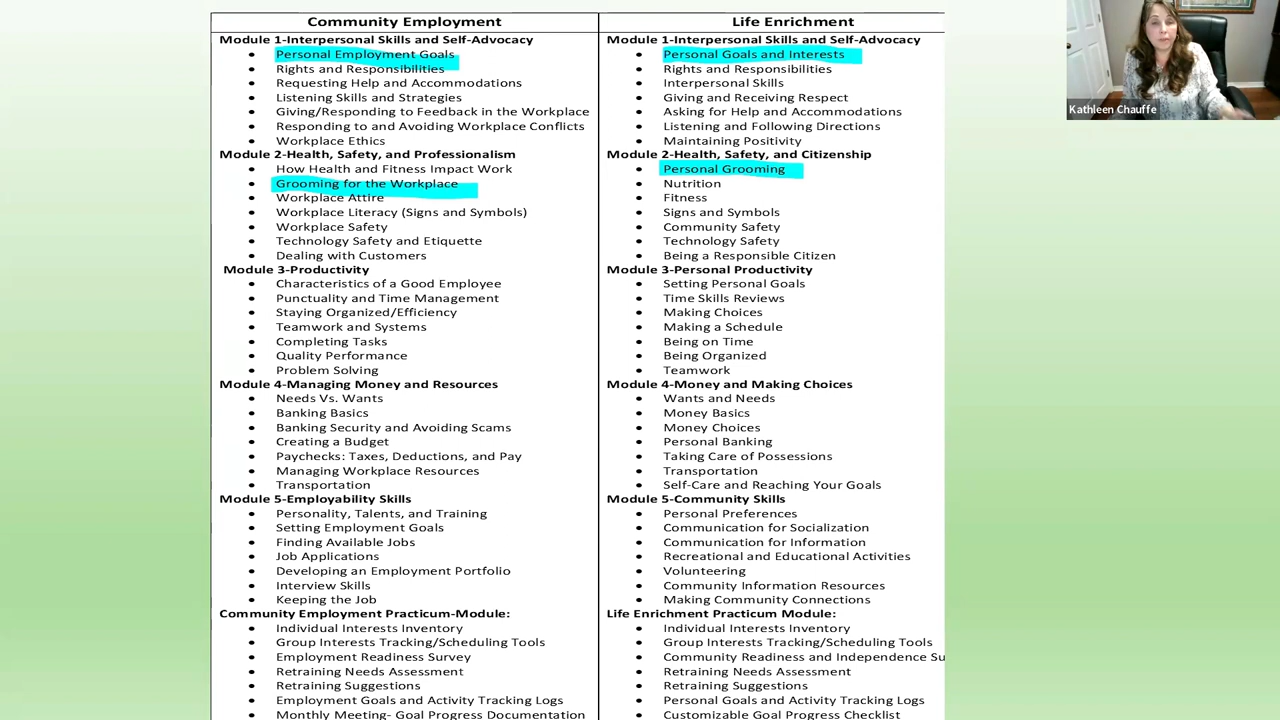 Community Employment
Module 1-Interpersonal Skills and Self-Advocacy
• Personal Employment Goals
• Rights and Responsibilities
• Requesting Help and Accommodations
• Listening Skills and Strategies
• Giving/Responding to Feedback in the Workplace
• Responding to and Avoiding Workplace Conflicts
• Workplace Ethics
Module 2-Health, Safety, and Professionalism
• How Health and Fitness Impact Work
• Grooming for the Workplace
• Workplace Attire
• Workplace Literacy (Signs and Symbols)
• Workplace Safety
• Technology Safety and Etiquette
• Dealing with Customers
Module 3-Productivity
• Characteristics of a Good Employee
• Punctuality and Time Management
• Staying Organized/Efficiency
• Teamwork and Systems
• Completing Tasks
• Quality Performance
• Problem Solving
Module 4-Managing Money and Resources
• Needs Vs. Wants
• Banking Basics
• Banking Security and Avoiding Scams
• Creating a Budget
• Paychecks: Taxes, Deductions, and Pay
• Managing Workplace Resources
• Transportation
Module 5-Employability Skills
• Personality, Talents, and Training
• Setting Employment Goals
• Finding Available Jobs
• Job Applications
• Developing an Employment Portfolio
• Interview Skills
• Keeping the Job
Community Employment Practicum-Module:
• Individual Interests Inventory
• Group Interests Tracking/Scheduling Tools
• Employment Readiness Survey
• Retraining Needs Assessment
• Retraining Suggestions
• Employment Goals and Activity Tracking Logs
• Monthly Meeting- Goal Progress Documentation
Life Enrichment
Module 1-Interpersonal Skills and Self-Advocacy
• Personal Goals and Interests
• Rights and Responsibilities
• Interpersonal Skills
• Giving and Receiving Respect
• Asking for Help and Accommodations
• Listening and Following Directions
• Maintaining Positivity
Module 2-Health, Safety, and Citizenship
• Personal Grooming
• Nutrition
• Fitness
• Signs and Symbols
• Community Safety
• Technology Safety
• Being a Responsible Citizen
Module 3-Personal Productivity
• Setting Personal Goals
• Time Skills Reviews
• Making Choices
• Making a Schedule
• Being on Time
• Being Organized
• Teamwork
Module 4-Money and Making Choices
• Wants and Needs
• Money Basics
• Money Choices
• Personal Banking
• Taking Care of Possessions
• Transportation
• Self-Care and Reaching Your Goals
Module 5-Community Skills
• Personal Preferences
• Communication for Socialization
• Communication for Information
• Recreational and Educational Activities
• Volunteering
• Community Information Resources
• Making Community Connections
Life Enrichment Practicum Module:
• Individual Interests Inventory
• Group Interests Tracking/Scheduling Tools
• Community Readiness and Independence Su
• Retraining Needs Assessment
• Retraining Suggestions
• Personal Goals and Activity Tracking Logs
• Customizable Goal Progress Checklist
Kathleen Chauffe